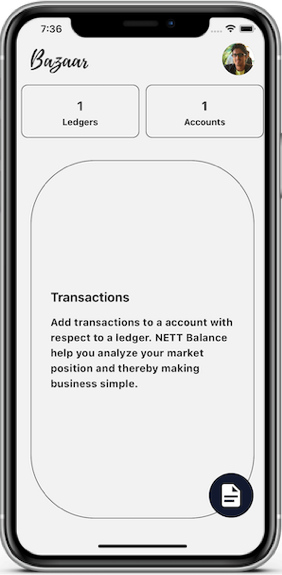 7:36
Bazaar
1
Ledgers
1
Accounts
Transactions
Add transactions to a account with
respect to a ledger. NETT Balance
help you analyze your market
position and thereby making
business simple.